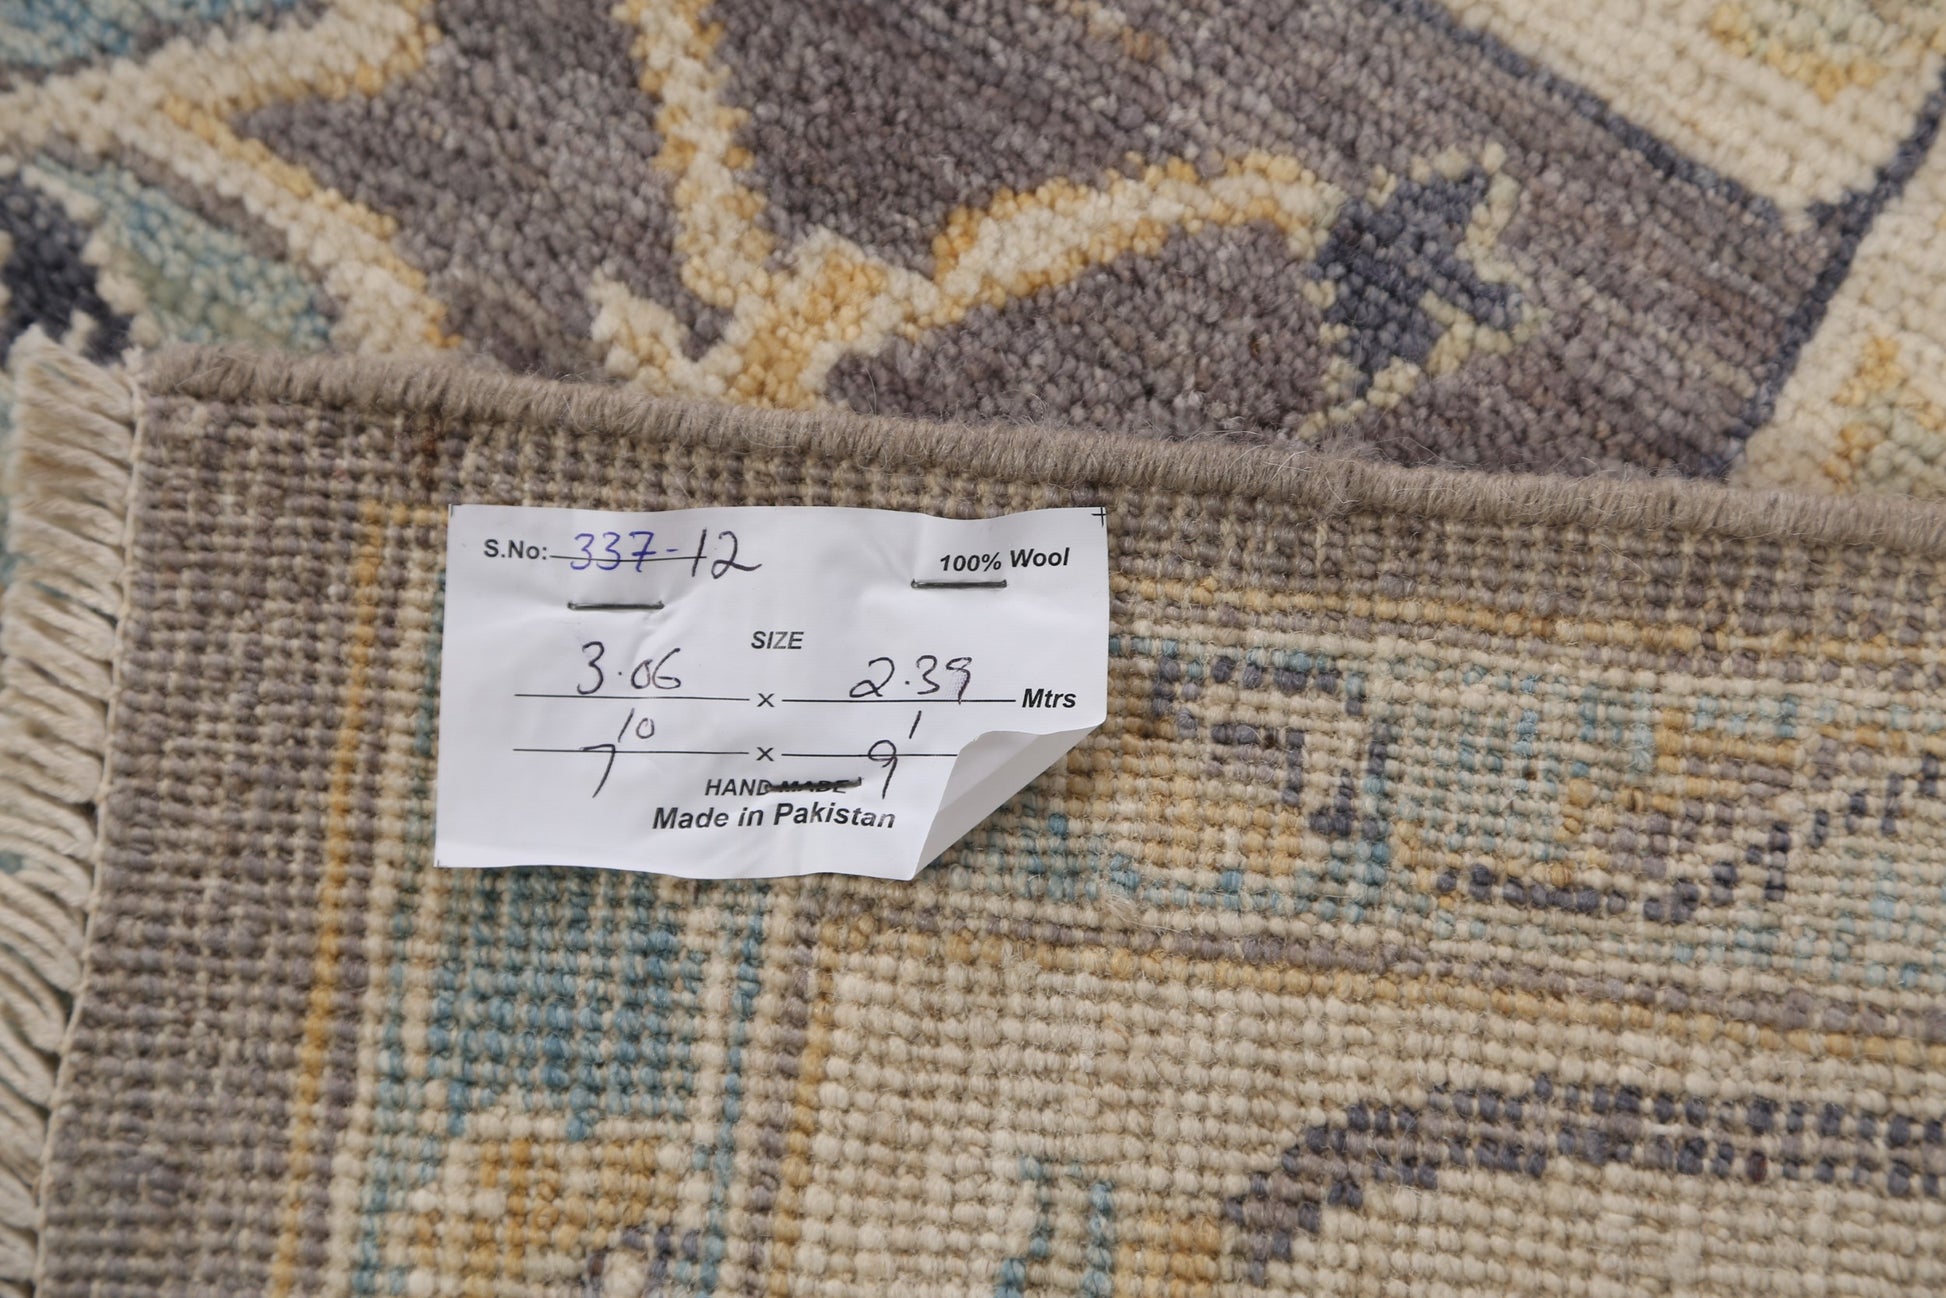 S.No: 337-12
100% Wool
SIZE
3.06 x 2.39 Mtrs
7 10 x 9 1
HAND MADE
Made in Pakistan